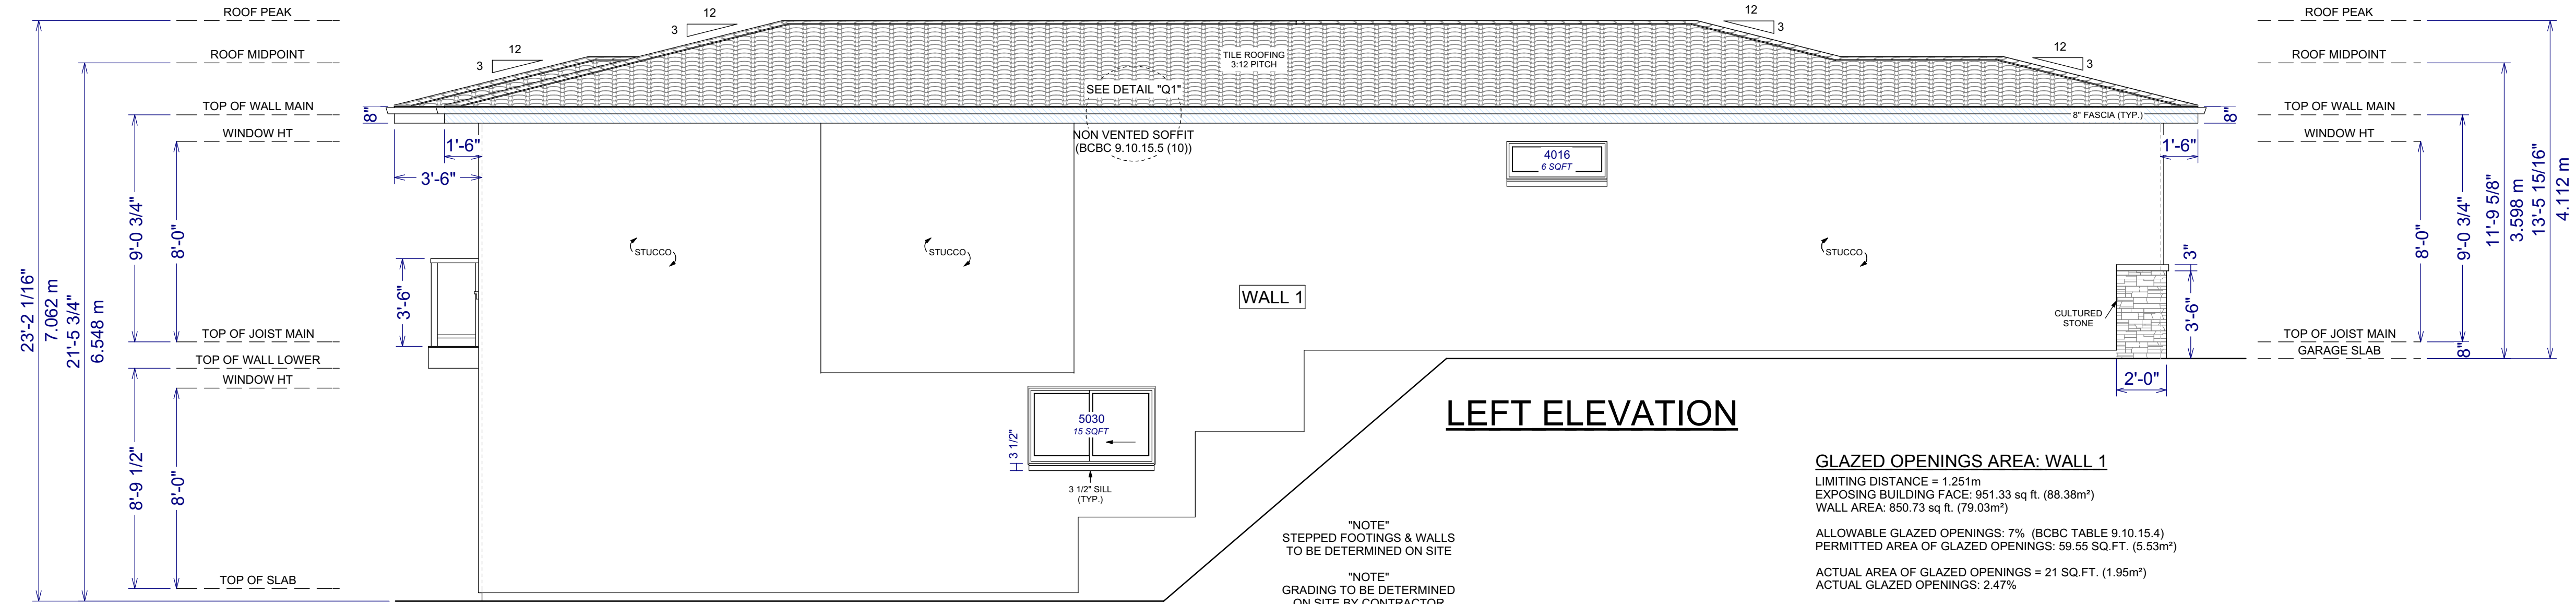 ROOF PEAK
ROOF MIDPOINT
TOP OF WALL MAIN
WINDOW HT
TOP OF JOIST MAIN
TOP OF WALL LOWER
WINDOW HT
TOP OF SLAB
23'-2 1/16"
7.062 m
21'-5 3/4"
6.548 m
9'-0 3/4"
8'-0"
8'-9 1/2"
8'-0"
8"
1'-6"
3'-6"
3'-6"
12
3
12
3
TILE ROOFING
3:12 PITCH
SEE DETAIL "Q1"
NON VENTED SOFFIT
(BCBC 9.10.15.5 (10))
12
3
12
3
8" FASCIA (TYP.)
8"
1'-6"
4016
6 SQFT
STUCCO
STUCCO
STUCCO
WALL 1
CULTURED
STONE
3"
3'-6"
2'-0"
5030
15 SQFT
3 1/2"
3 1/2" SILL
(TYP.)
ROOF PEAK
ROOF MIDPOINT
TOP OF WALL MAIN
WINDOW HT
TOP OF JOIST MAIN
GARAGE SLAB
8'-0"
9'-0 3/4"
8"
11'-9 5/8"
3.598 m
13'-5 15/16"
4.112 m
LEFT ELEVATION
"NOTE"
STEPPED FOOTINGS & WALLS
TO BE DETERMINED ON SITE
"NOTE"
GRADING TO BE DETERMINED
ON SITE BY CONTRACTOR
GLAZED OPENINGS AREA: WALL 1
LIMITING DISTANCE = 1.251m
EXPOSING BUILDING FACE: 951.33 sq ft. (88.38m²)
WALL AREA: 850.73 sq ft. (79.03m²)
ALLOWABLE GLAZED OPENINGS: 7% (BCBC TABLE 9.10.15.4)
PERMITTED AREA OF GLAZED OPENINGS: 59.55 SQ.FT. (5.53m²)
ACTUAL AREA OF GLAZED OPENINGS = 21 SQ.FT. (1.95m²)
ACTUAL GLAZED OPENINGS: 2.47%